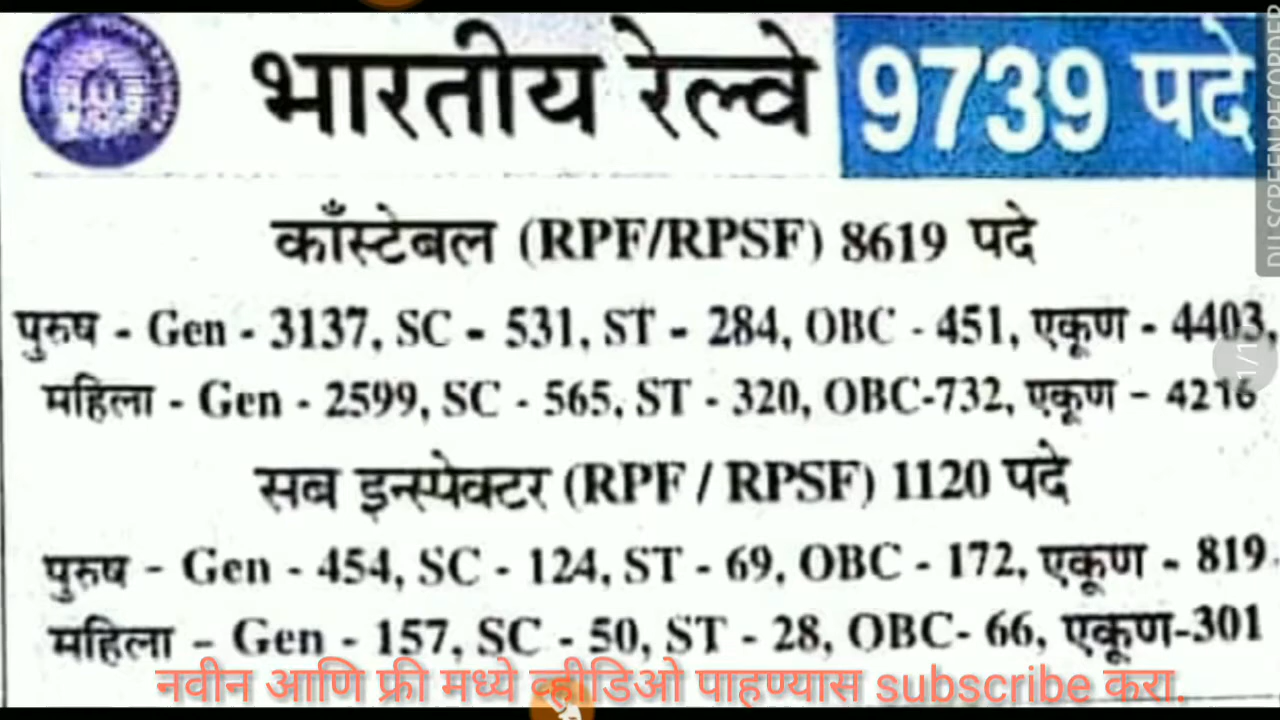 भारतीय रेल्वे 9739 पदे
काँस्टेबल (RPF/RPSF) 8619 पदे
पुरुष - Gen - 3137, SC - 531, ST - 284, OBC - 451, एकूण - 4403,
महिला - Gen - 2599, SC - 565, ST - 320, OBC-732, एकूण - 4216
सब इन्स्पेक्टर (RPF / RPSF) 1120 पदे
पुरुष - Gen - 454, SC - 124, ST - 69, OBC - 172, एकूण - 819.
महिला - Gen - 157, SC - 50, ST - 28, OBC- 66, एकूण-301
नवीन आणि फ्री मध्ये व्हीडिओ पाहण्यास subscribe करा.
DU SCREEN RECORDER